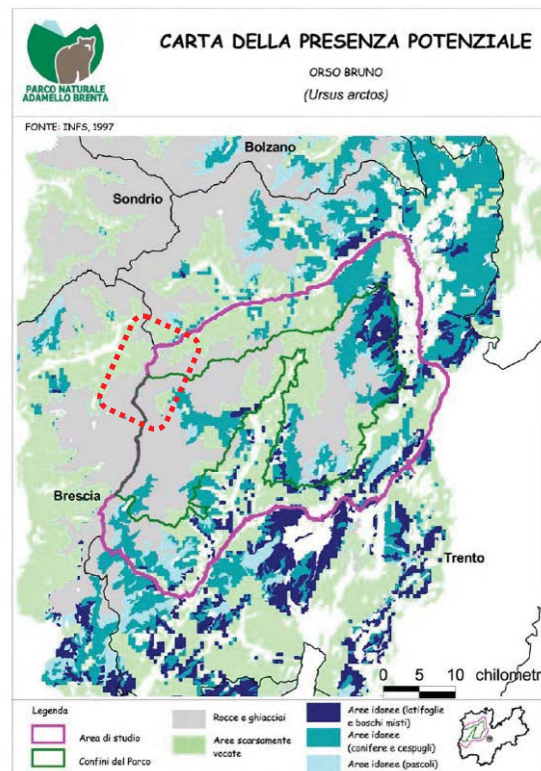 CARTA DELLA PRESENZA POTENZIALE
ORSO BRUNO
(Ursus arctos)
PARCO NATURALE
ADAMELLO BRENTA
FONTE: INFS, 1997
Bolzano
Sondrio
Brescia
Trento
0 5 10 chilometri
Legenda
Area di studio
Confini del Parco
Rocce e ghiacciai
Aree scarsamente
vocate
Aree idonee (latifoglie
e boschi misti)
Aree idonee
(conifere e cespugli)
Aree idonee (pascoli)